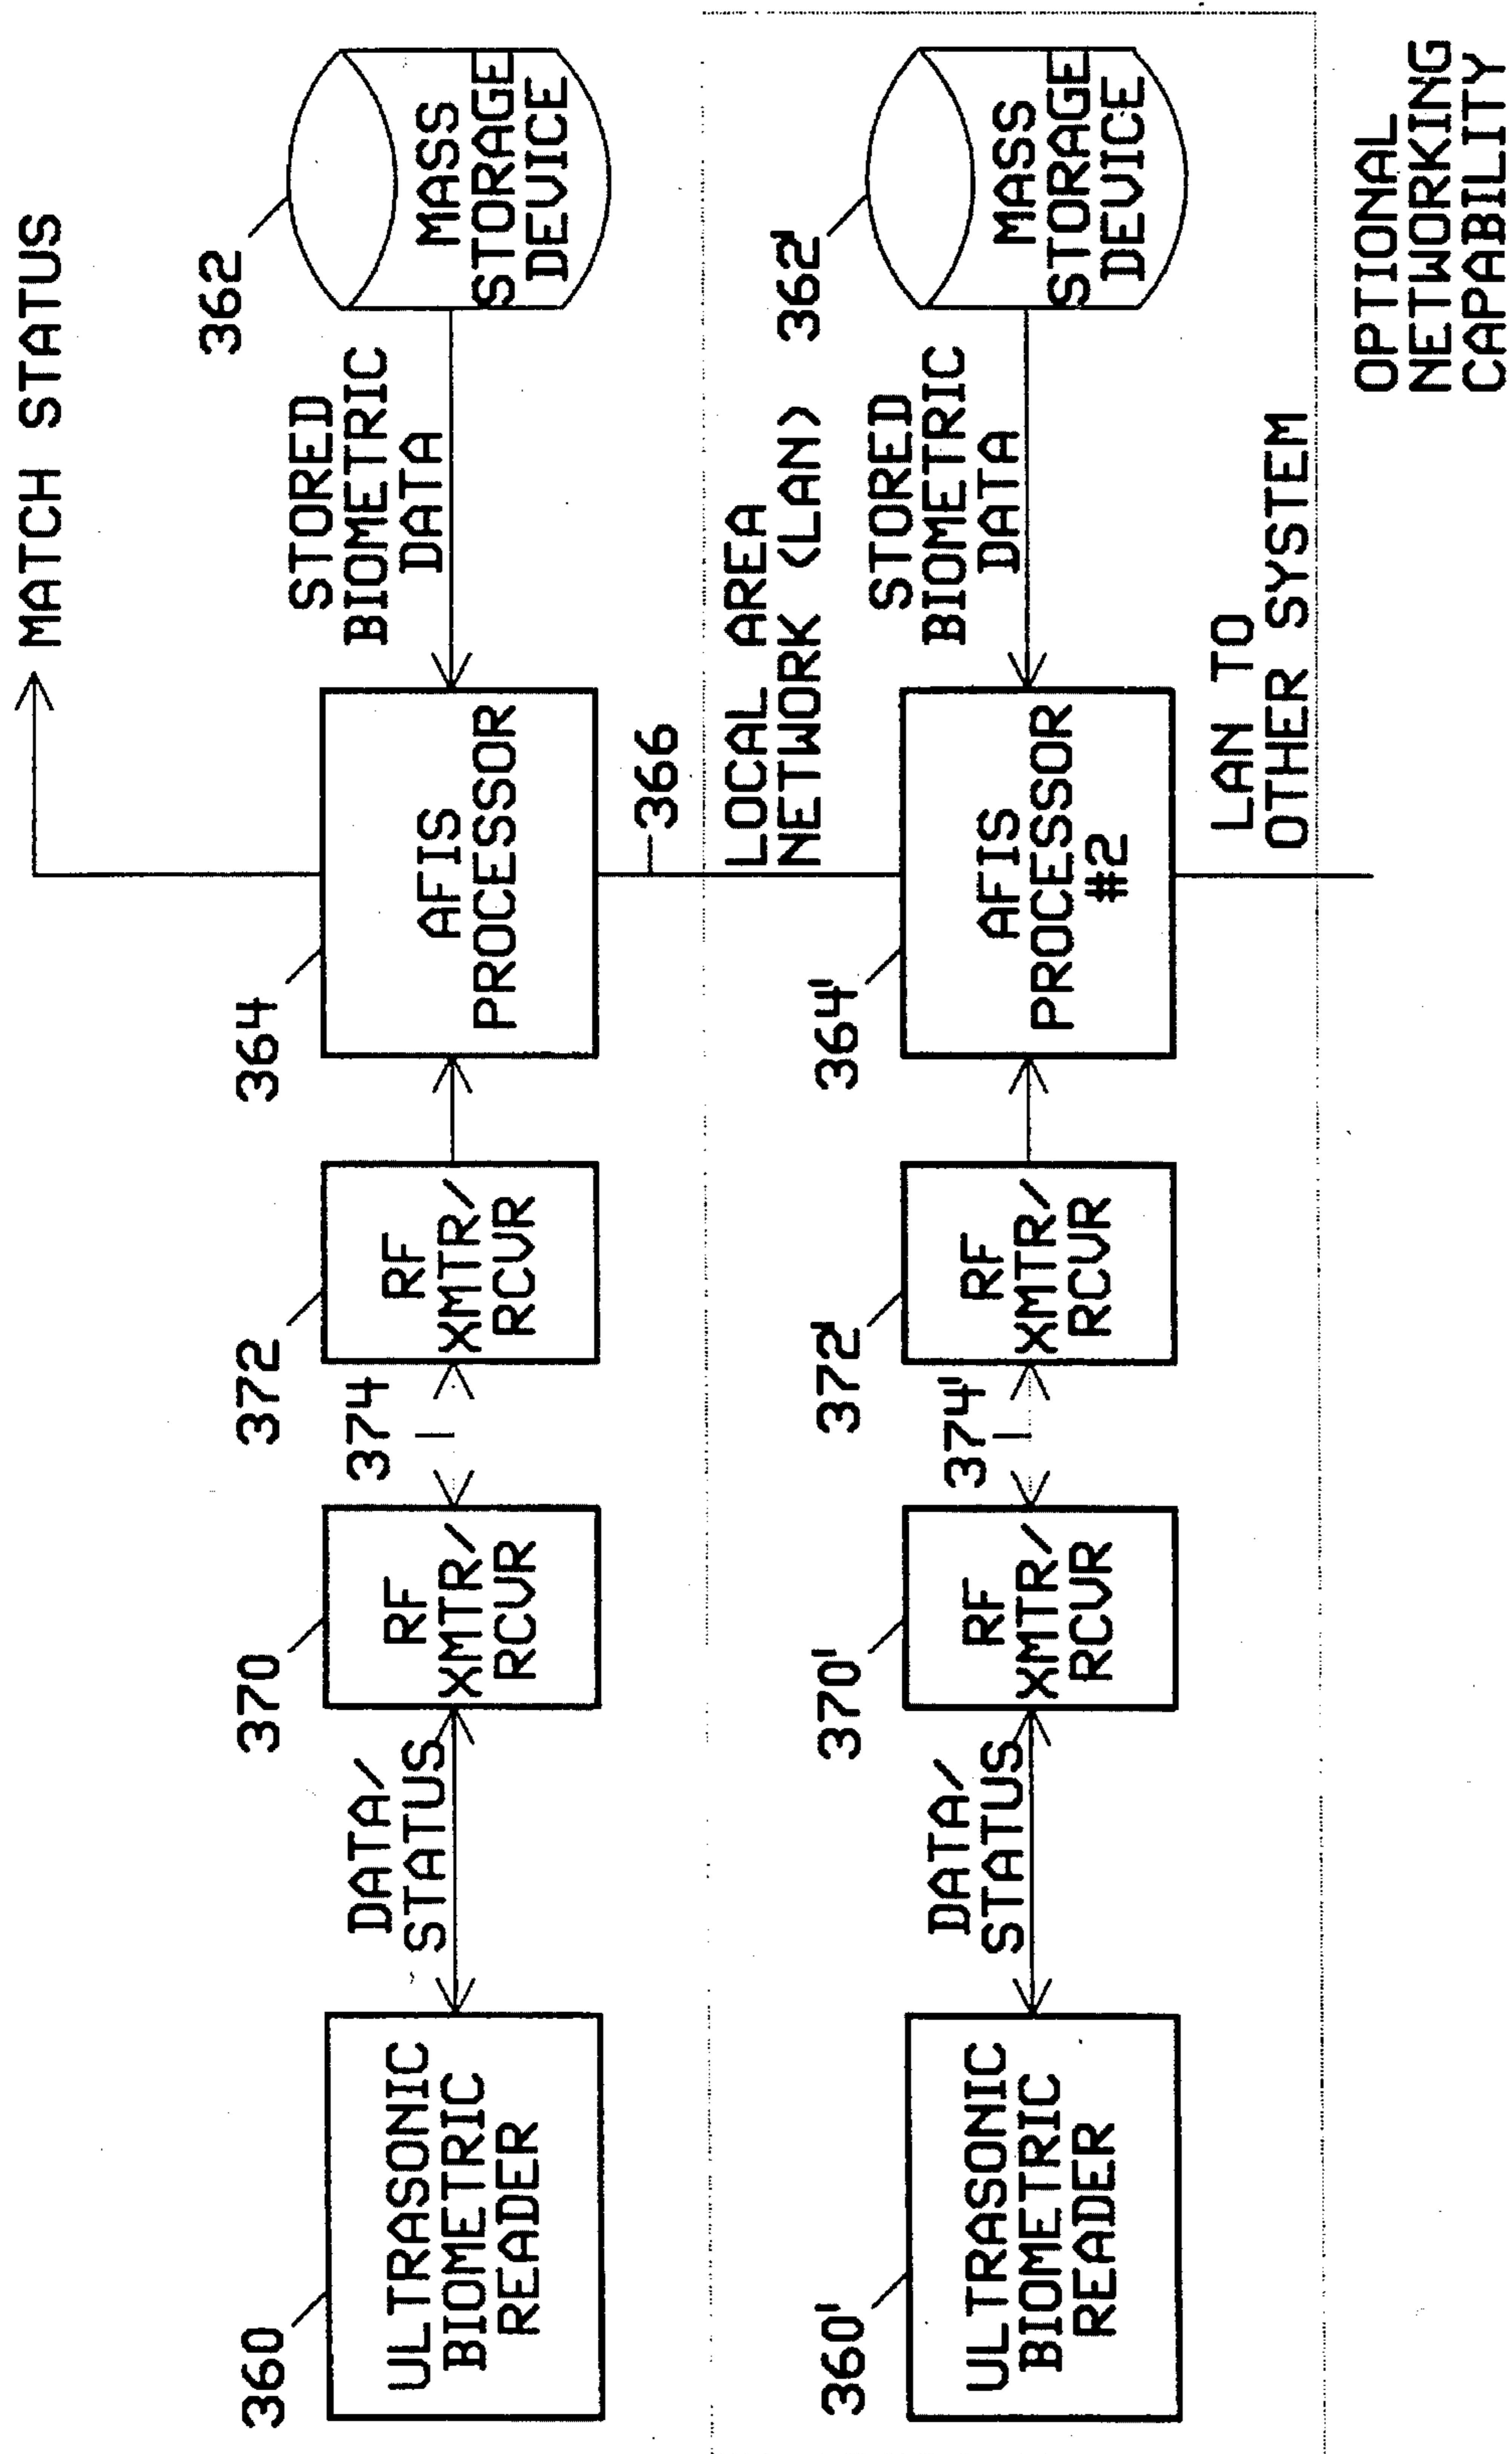 MATCH STATUS
360
370
374
372
364
362
ULTRASONIC
BIOMETRIC
READER
DATA/
STATUS
RF
XMTR/
RCVR
RF
XMTR/
RCVR
AFIS
PROCESSOR
STORED
BIOMETRIC
DATA
MASS
STORAGE
DEVICE
366
LOCAL AREA
NETWORK (LAN)
360'
370'
374'
372'
364'
362'
ULTRASONIC
BIOMETRIC
READER
DATA/
STATUS
RF
XMTR/
RCVR
RF
XMTR/
RCVR
AFIS
PROCESSOR
#2
STORED
BIOMETRIC
DATA
MASS
STORAGE
DEVICE
LAN TO
OTHER SYSTEM
OPTIONAL
NETWORKING
CAPABILITY